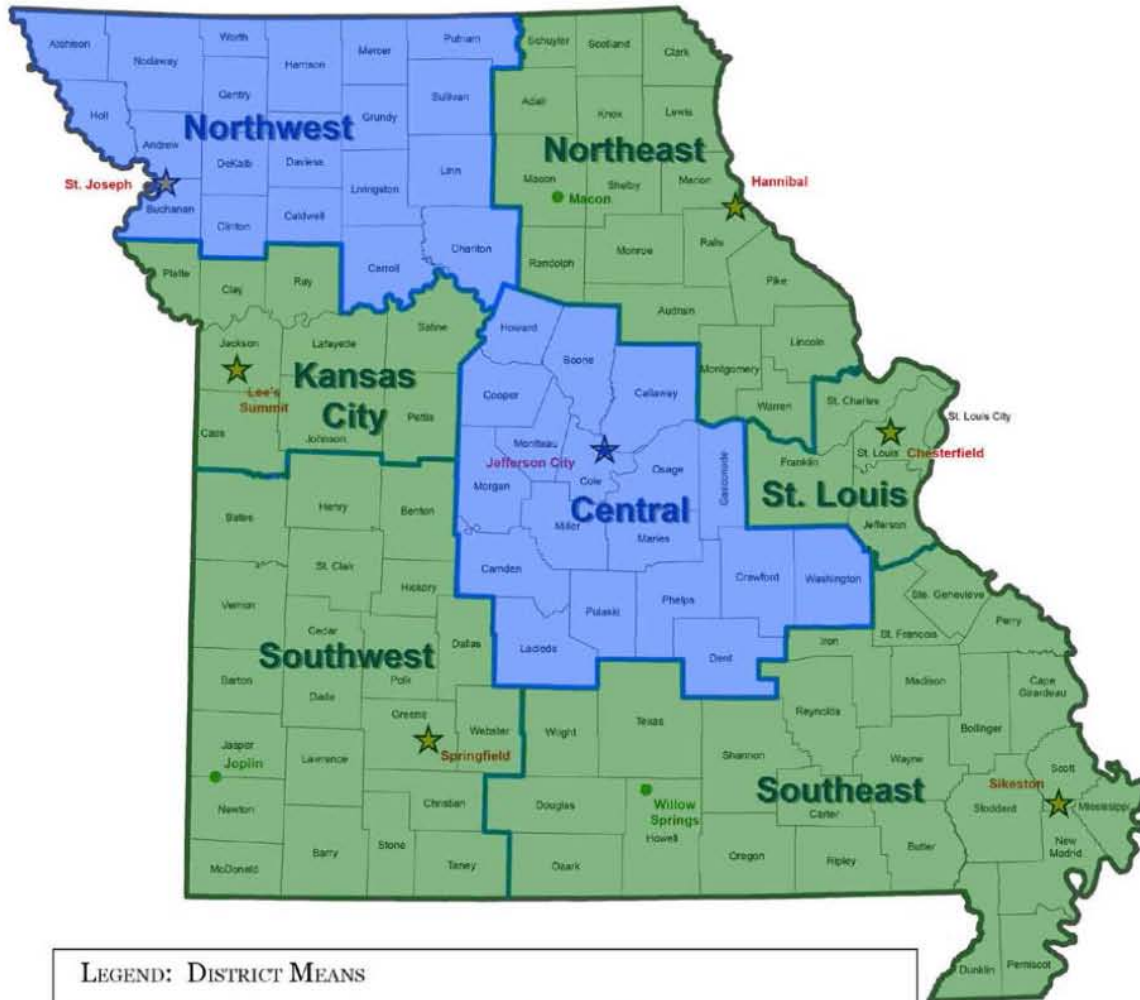 Atchison
Nodaway
Worth
Harrison
Mercer
Putnam
Schuyler
Scotland
Clark
Holt
Gentry
Sullivan
Adair
Knox
Lewis
Andrew
Northwest
Grundy
Northeast
DeKalb
Daviess
Linn
Macon
Shelby
Marion
St. Joseph
Livingston
Macon
Hannibal
Buchanan
Clinton
Caldwell
Chariton
Carroll
Randolph
Monroe
Ralls
Platte
Clay
Ray
Pike
Audrain
Saline
Howard
Boone
Jackson
Lafayette
Lincoln
Kansas
City
Lee's
Summit
Cooper
Callaway
Montgomery
Warren
St. Charles
St. Louis City
Cass
Johnson
Pettis
Moniteau
Jefferson City
Cole
Osage
Gasconade
Franklin
St. Louis
Chesterfield
St. Louis
Morgan
Central
Jefferson
Bates
Henry
Benton
Miller
Maries
St. Clair
Camden
Crawford
Washington
Hickory
Pulaski
Phelps
Ste. Genevieve
Vernon
Cedar
Dallas
Laclede
Dent
Iron
St. Francois
Perry
Southwest
Polk
Barton
Dade
Madison
Cape
Girardeau
Greene
Webster
Wright
Texas
Reynolds
Bollinger
Jasper
Joplin
Lawrence
Springfield
Shannon
Wayne
Scott
Southeast
Sikeston
Newton
Christian
Douglas
Willow
Springs
Howell
Carter
Stoddard
Mississippi
New
Madrid
McDonald
Barry
Stone
Taney
Ozark
Oregon
Ripley
Butler
Dunklin
Pemiscot
LEGEND: DISTRICT MEANS